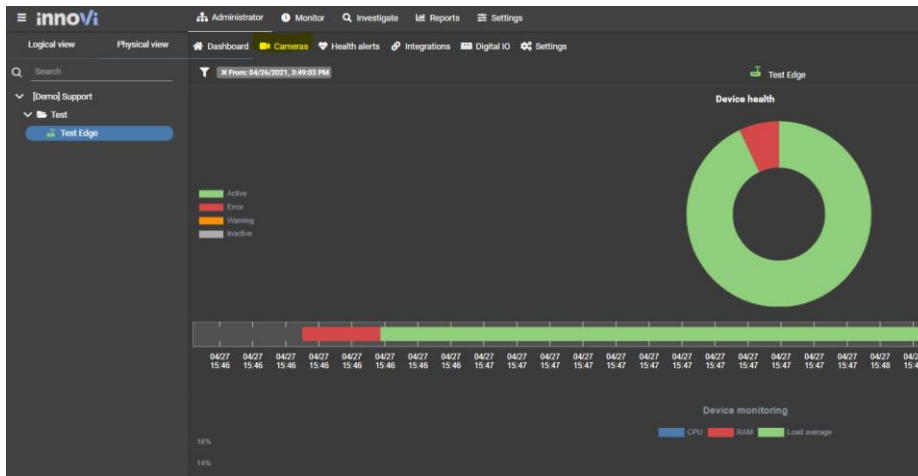 innoVi
Administrator Monitor Investigate Reports Settings
Logical view Physical view
Dashboard Cameras Health alerts Integrations Digital IO Settings
Search
From: 04/26/2021, 3:49:03 PM
Test Edge
[Demo] Support
Test
Test Edge
Device health
Active
Error
Warning
Inactive
04/27 04/27 04/27 04/27 04/27 04/27 04/27 04/27 04/27 04/27 04/27 04/27 04/27 04/27 04/27 04/27 04/27 04/27 04/27 04/27 04/27
15:46 15:46 15:46 15:46 15:46 15:46 15:46 15:46 15:47 15:47 15:47 15:47 15:47 15:47 15:47 15:47 15:47 15:47 15:47 15:47 15:48
Device monitoring
CPU RAM Load average
16%
14%